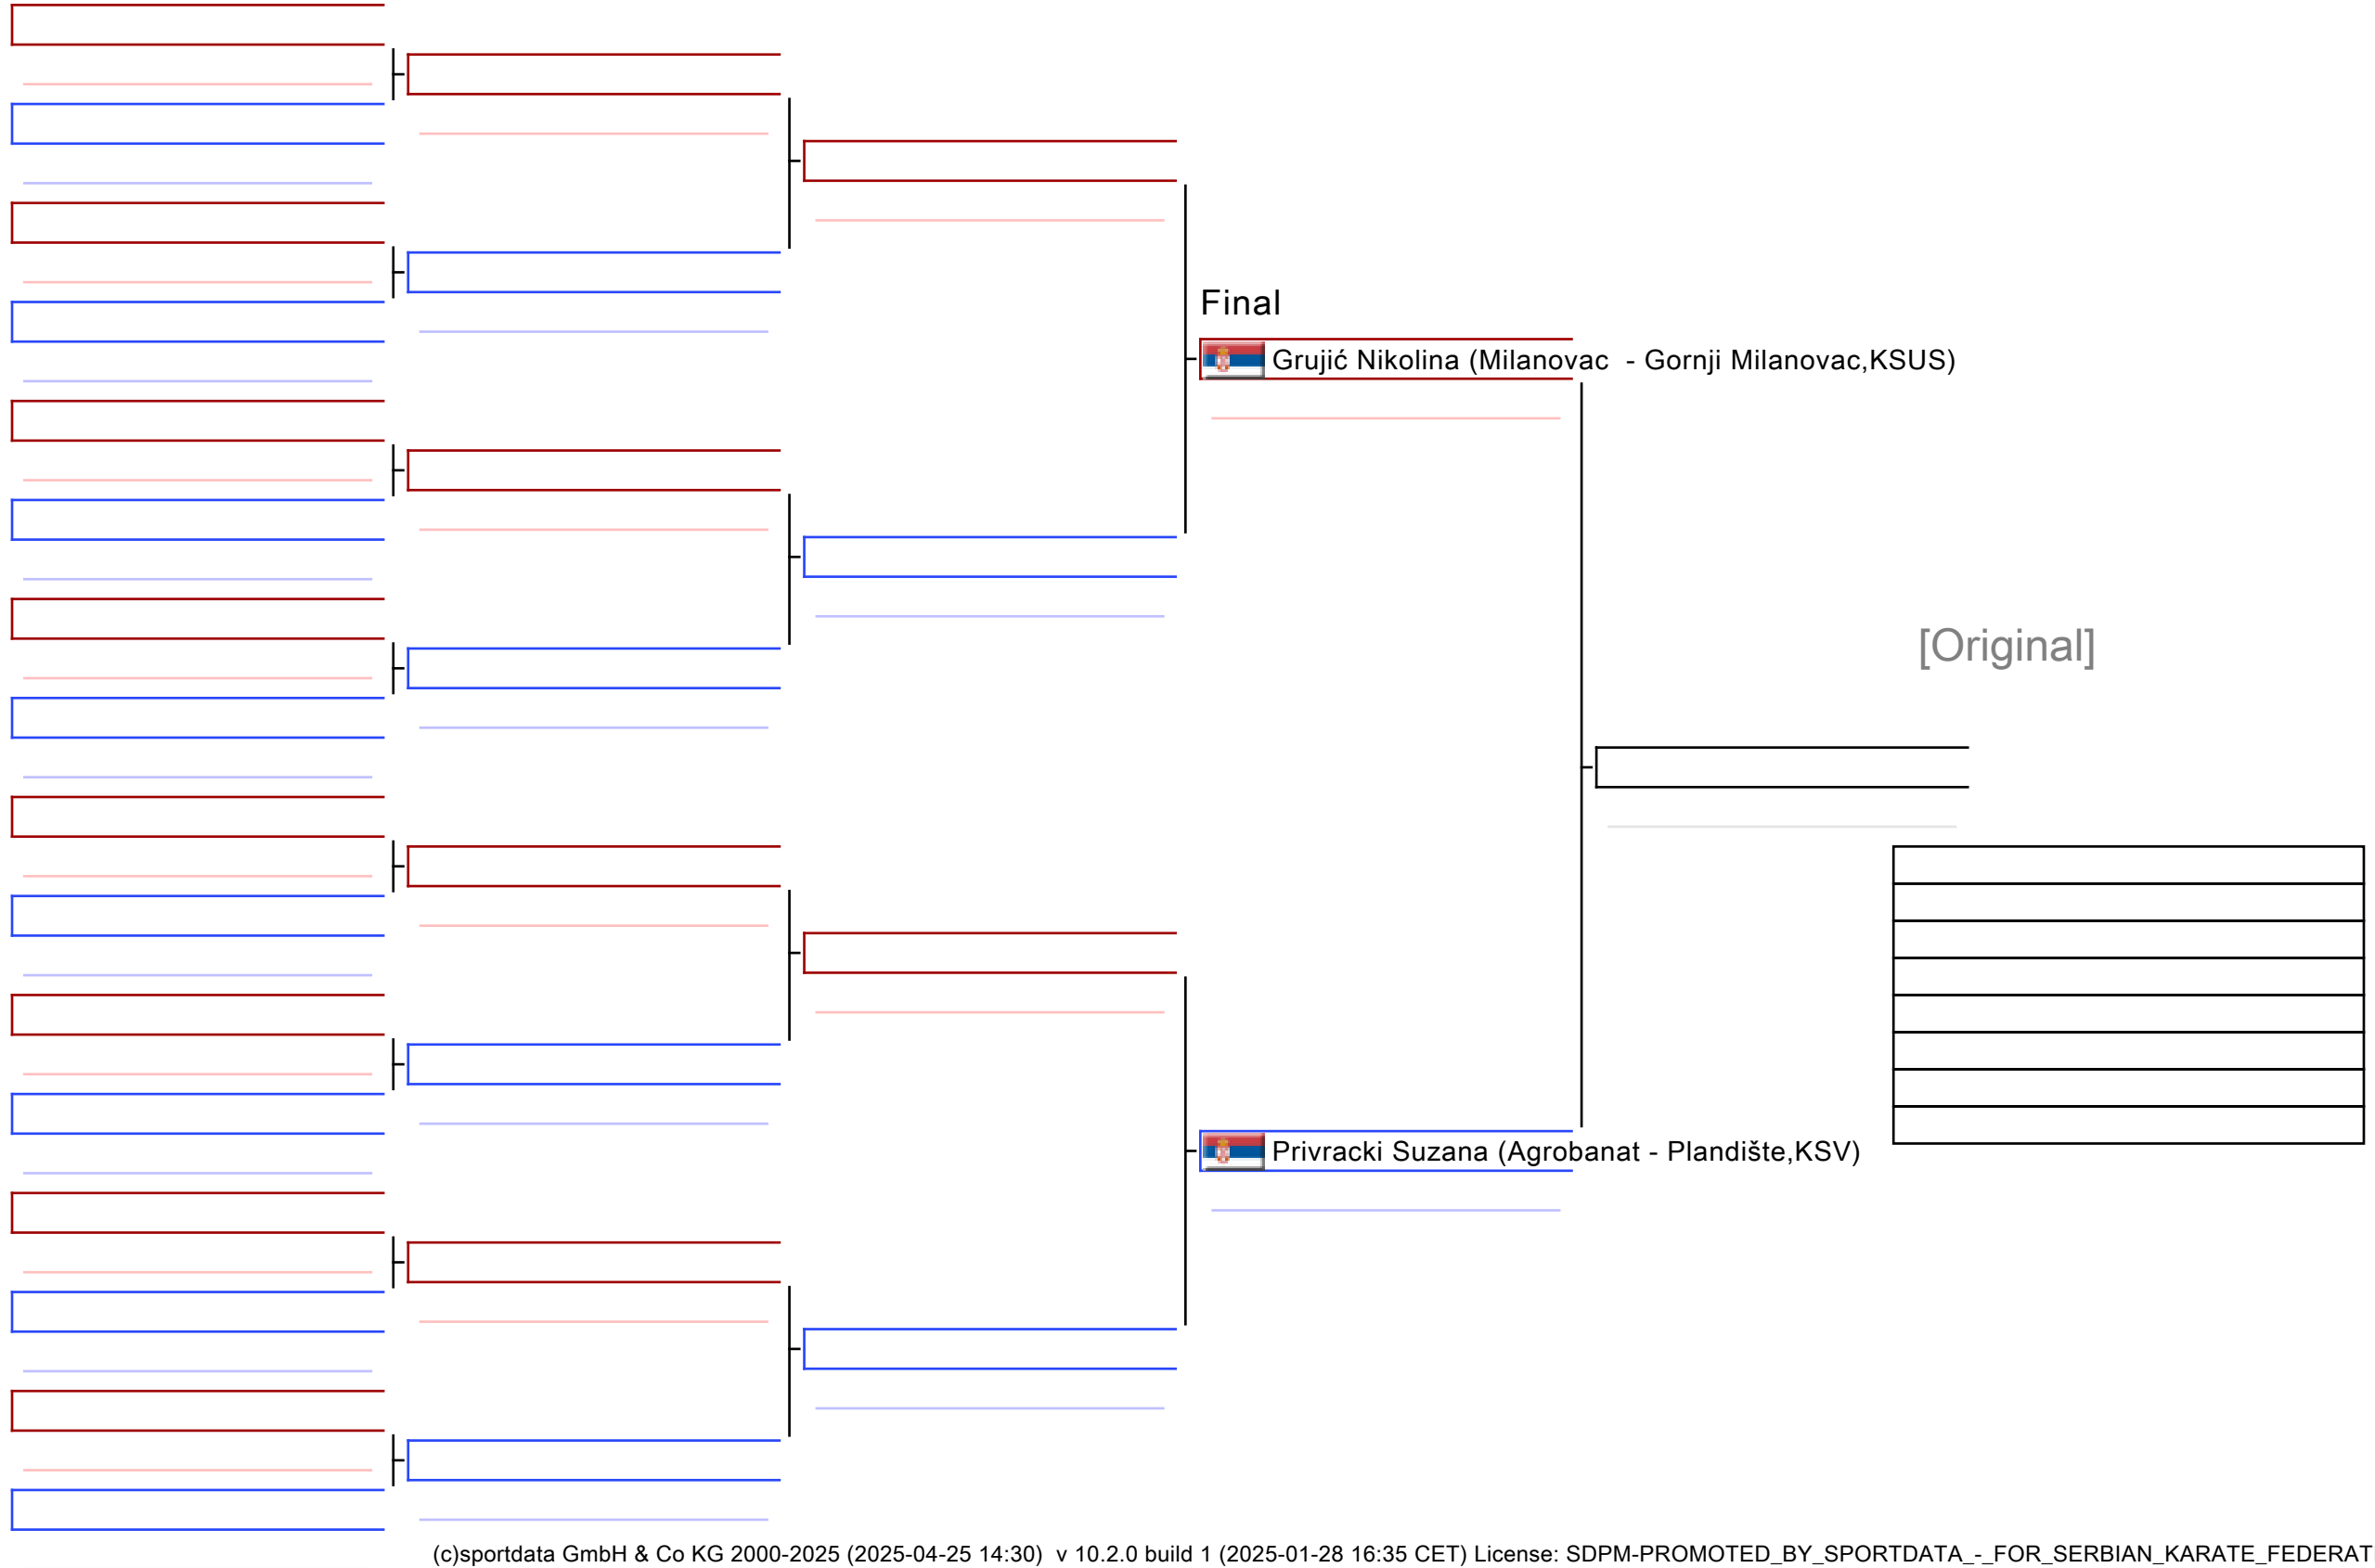 Final
Grujić Nikolina (Milanovac  - Gornji Milanovac,KSUS)
[Original]
Privracki Suzana (Agrobanat - Plandište,KSV)
(c)sportdata GmbH & Co KG 2000-2025 (2025-04-25 14:30)  v 10.2.0 build 1 (2025-01-28 16:35 CET) License: SDPM-PROMOTED_BY_SPORTDATA_-_FOR_SERBIAN_KARATE_FEDERAT